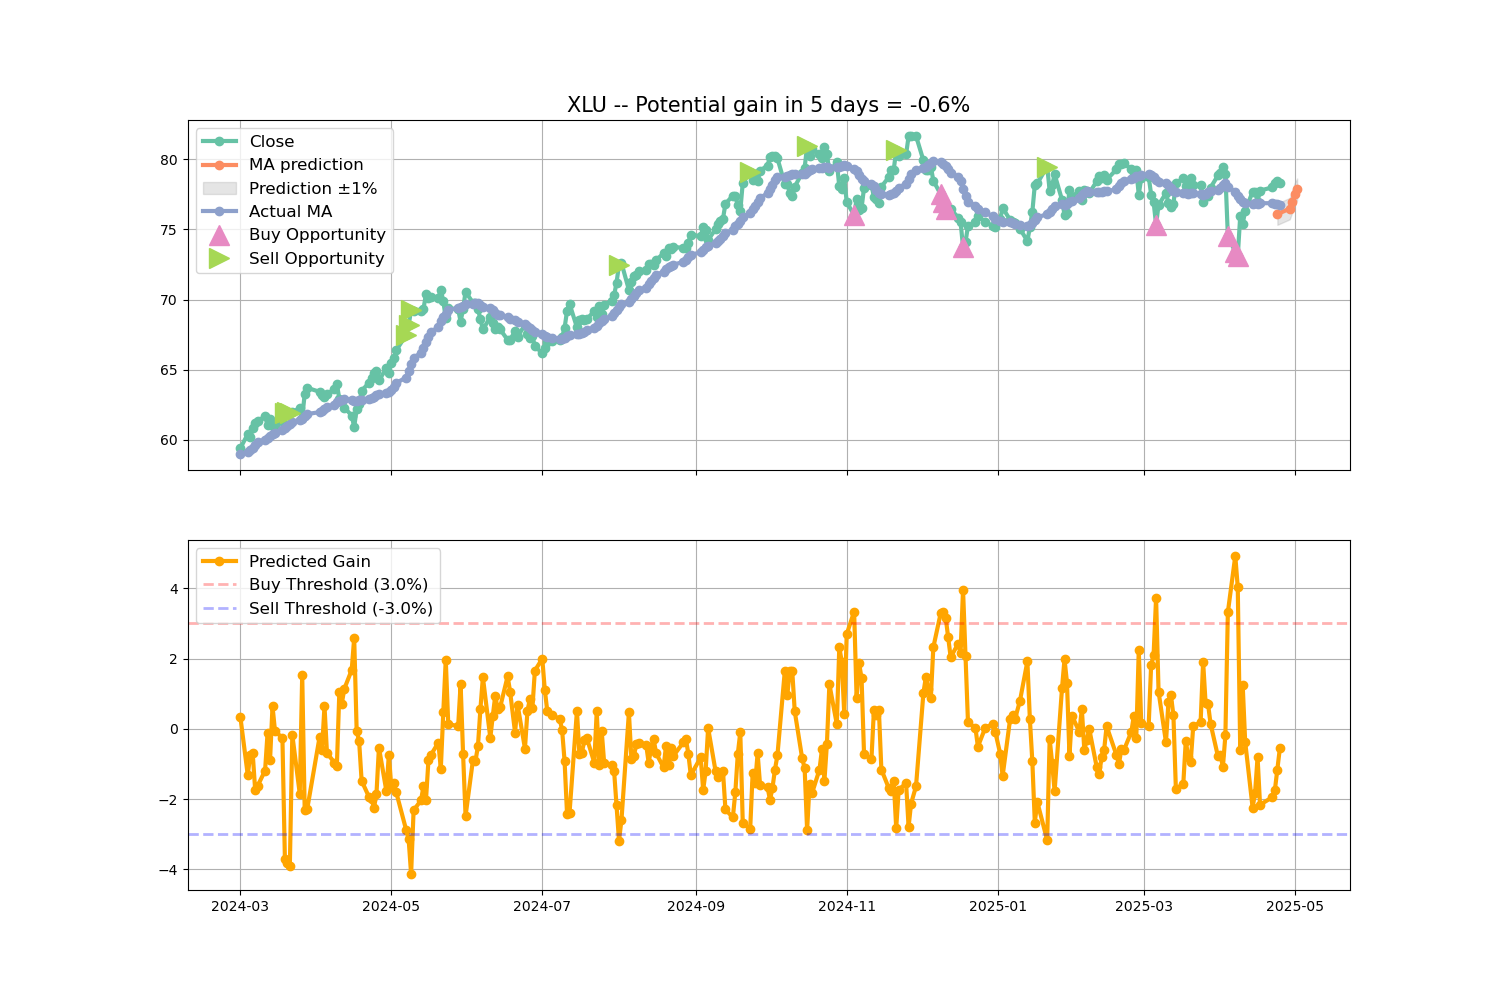 XLU -- Potential gain in 5 days = -0.6%
Close
MA prediction
Prediction ±1%
Actual MA
Buy Opportunity
Sell Opportunity
80
75
70
65
60
Predicted Gain
Buy Threshold (3.0%)
Sell Threshold (-3.0%)
4
2
0
−2
−4
2024-03 2024-05 2024-07 2024-09 2024-11 2025-01 2025-03 2025-05